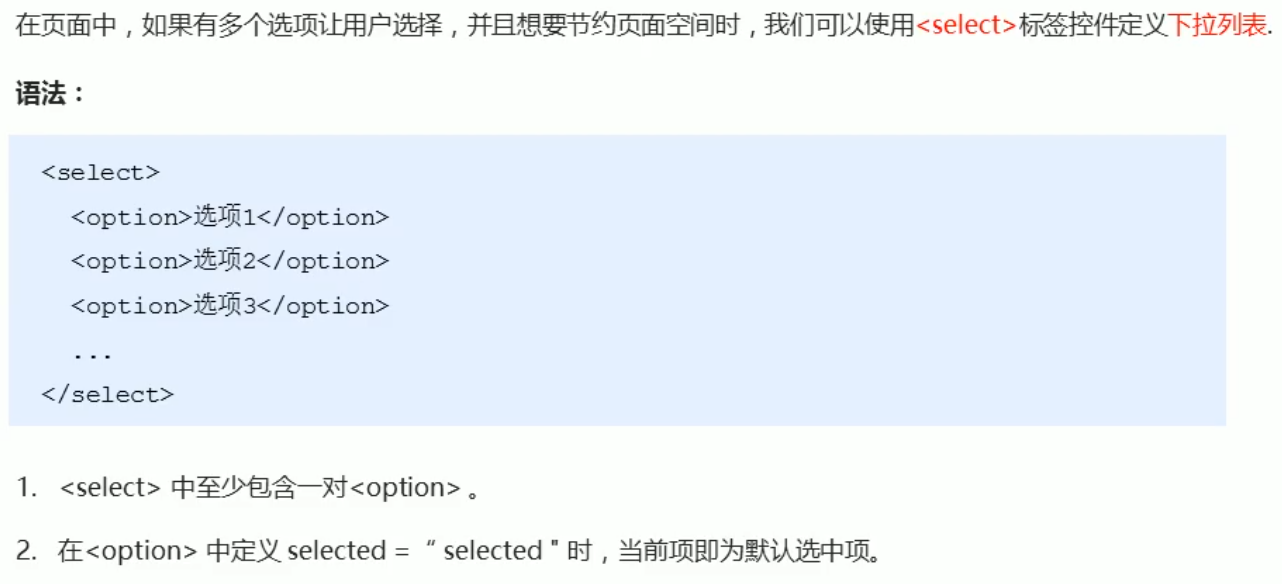 在页面中，如果有多个选项让用户选择，并且想要节约页面空间时，我们可以使用<select>标签控件定义下拉列表.
语法：
<select>
<option>选项1</option>
<option>选项2</option>
<option>选项3</option>
...
</select>
1. <select> 中至少包含一对<option> 。
2. 在<option> 中定义 selected = “ selected " 时，当前项即为默认选中项。